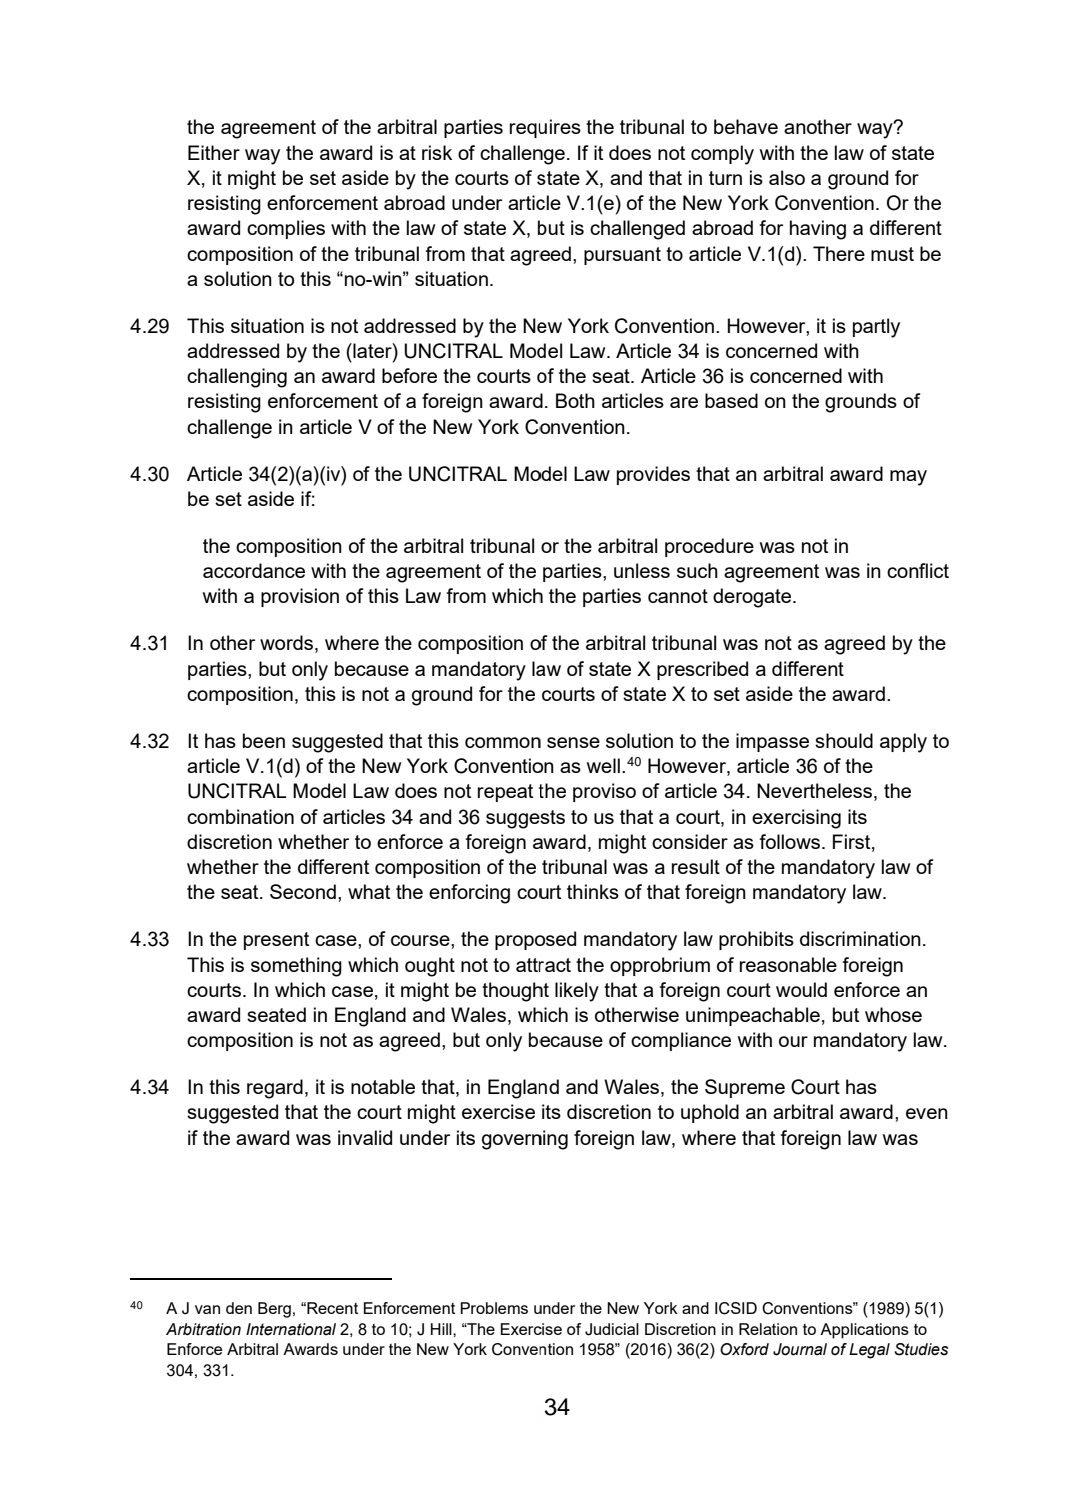 the agreement of the arbitral parties requires the tribunal to behave another way?
Either way the award is at risk of challenge. If it does not comply with the law of state
X, it might be set aside by the courts of state X, and that in turn is also a ground for
resisting enforcement abroad under article V.1(e) of the New York Convention. Or the
award complies with the law of state X, but is challenged abroad for having a different
composition of the tribunal from that agreed, pursuant to article V.1(d). There must be
a solution to this “no-win” situation.
4.29 This situation is not addressed by the New York Convention. However, it is partly
addressed by the (later) UNCITRAL Model Law. Article 34 is concerned with
challenging an award before the courts of the seat. Article 36 is concerned with
resisting enforcement of a foreign award. Both articles are based on the grounds of
challenge in article V of the New York Convention.
4.30 Article 34(2)(a)(iv) of the UNCITRAL Model Law provides that an arbitral award may
be set aside if:
the composition of the arbitral tribunal or the arbitral procedure was not in
accordance with the agreement of the parties, unless such agreement was in conflict
with a provision of this Law from which the parties cannot derogate.
4.31 In other words, where the composition of the arbitral tribunal was not as agreed by the
parties, but only because a mandatory law of state X prescribed a different
composition, this is not a ground for the courts of state X to set aside the award.
4.32 It has been suggested that this common sense solution to the impasse should apply to
article V.1(d) of the New York Convention as well.40 However, article 36 of the
UNCITRAL Model Law does not repeat the proviso of article 34. Nevertheless, the
combination of articles 34 and 36 suggests to us that a court, in exercising its
discretion whether to enforce a foreign award, might consider as follows. First,
whether the different composition of the tribunal was a result of the mandatory law of
the seat. Second, what the enforcing court thinks of that foreign mandatory law.
4.33 In the present case, of course, the proposed mandatory law prohibits discrimination.
This is something which ought not to attract the opprobrium of reasonable foreign
courts. In which case, it might be thought likely that a foreign court would enforce an
award seated in England and Wales, which is otherwise unimpeachable, but whose
composition is not as agreed, but only because of compliance with our mandatory law.
4.34 In this regard, it is notable that, in England and Wales, the Supreme Court has
suggested that the court might exercise its discretion to uphold an arbitral award, even
if the award was invalid under its governing foreign law, where that foreign law was
40 A J van den Berg, “Recent Enforcement Problems under the New York and ICSID Conventions” (1989) 5(1)
Arbitration International 2, 8 to 10; J Hill, “The Exercise of Judicial Discretion in Relation to Applications to
Enforce Arbitral Awards under the New York Convention 1958” (2016) 36(2) Oxford Journal of Legal Studies
304, 331.
34